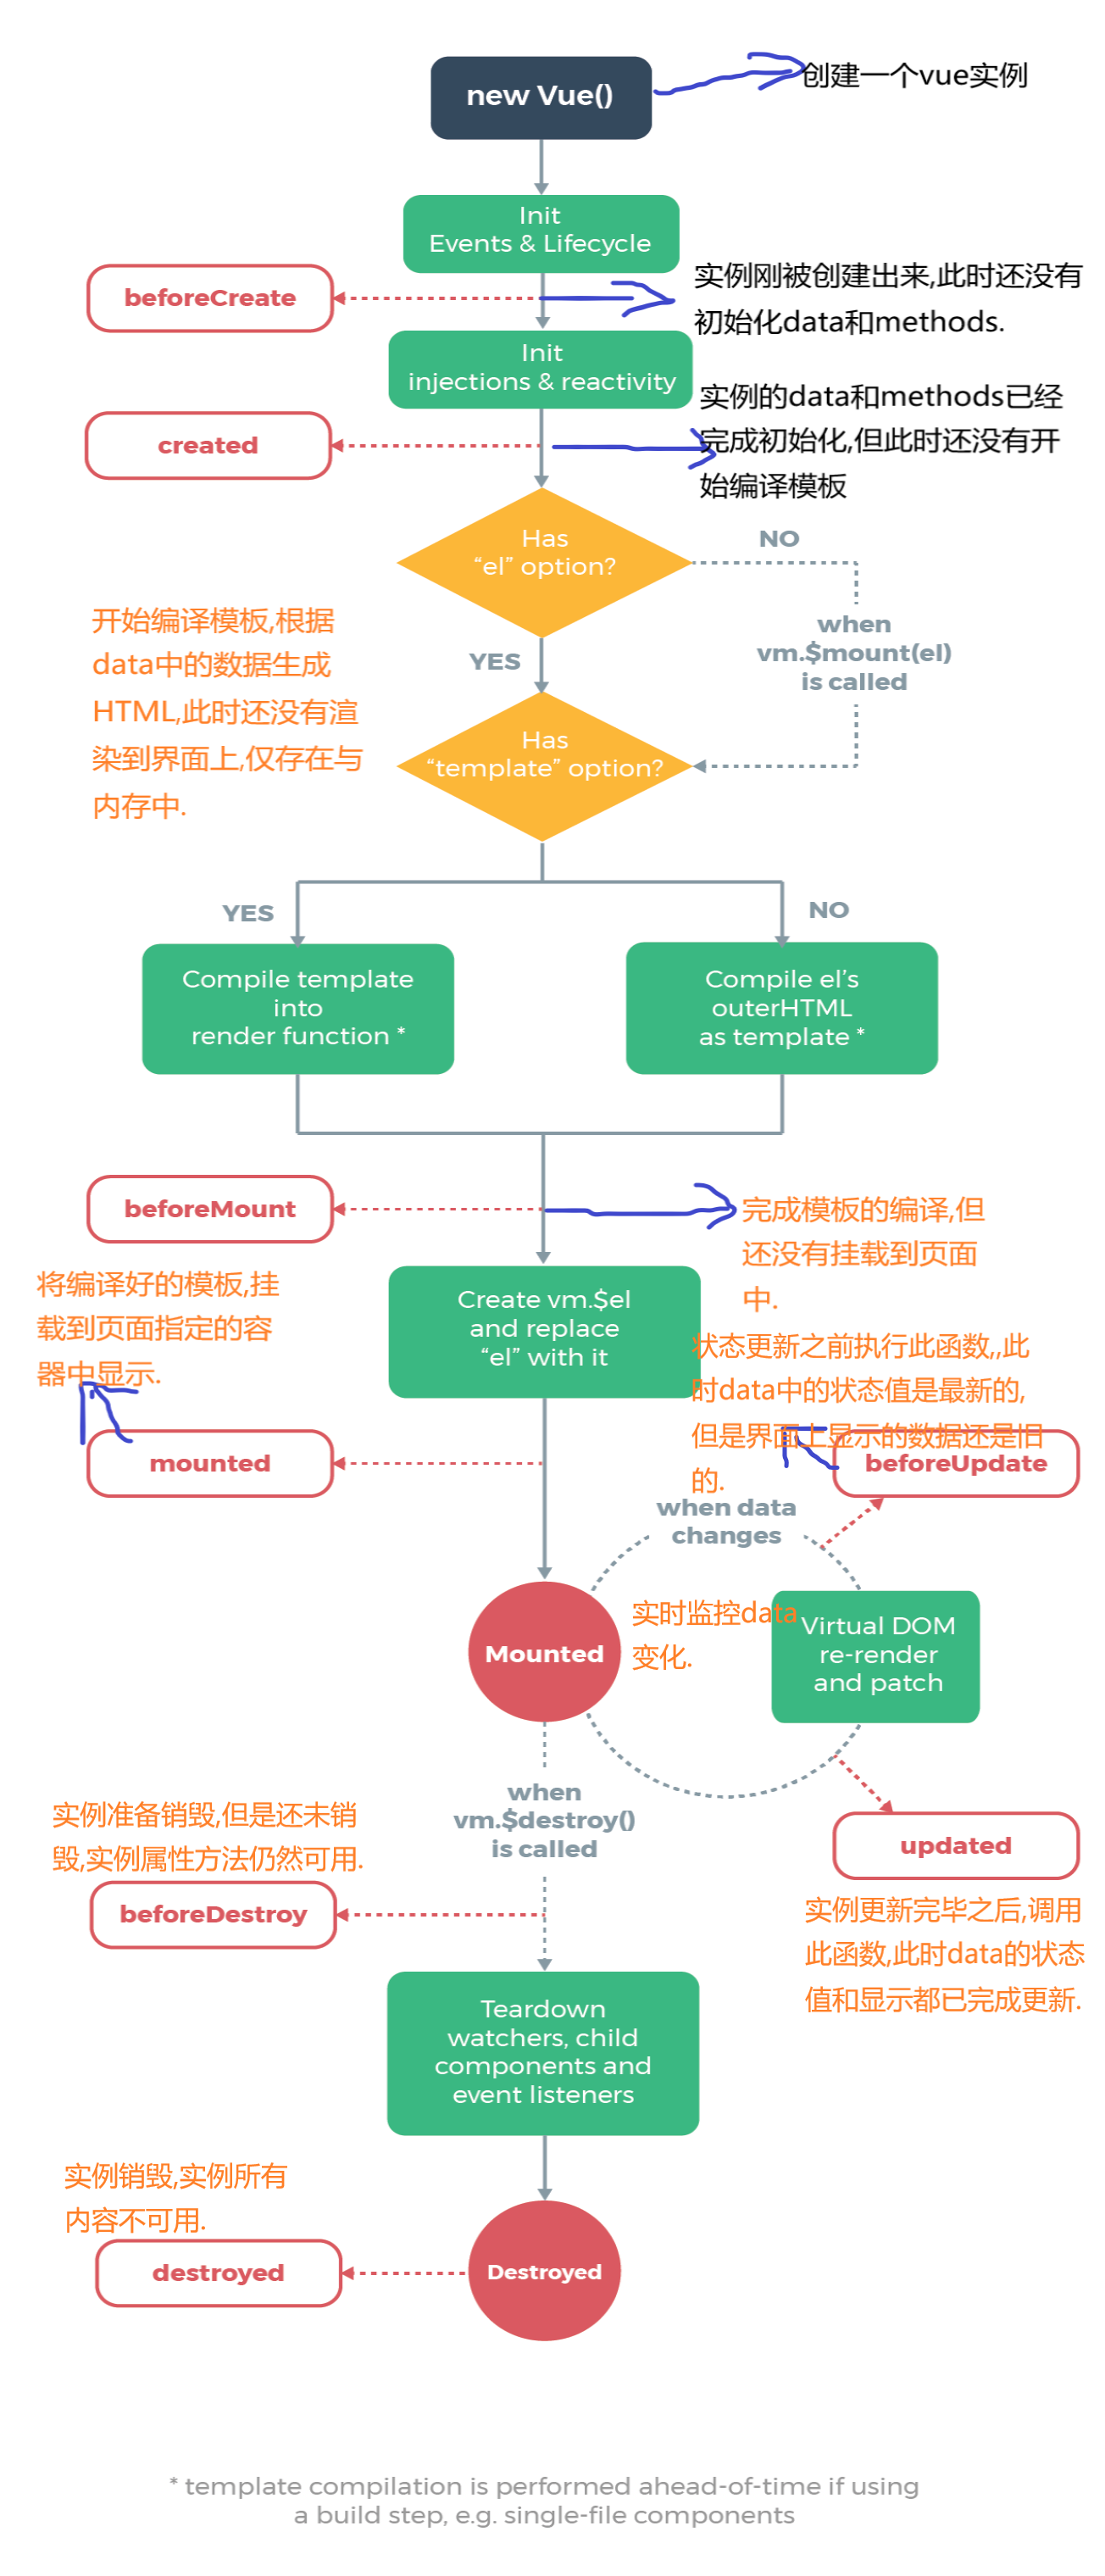 new Vue()
创建一个vue实例
Init
Events & Lifecycle
beforeCreate
实例刚被创建出来,此时还没有
初始化data和methods.
Init
injections & reactivity
实例的data和methods已经
完成初始化,但此时还没有开
始编译模板
created
Has
“el” option?
NO
when
vm.$mount(el)
is called
开始编译模板,根据
data中的数据生成
HTML,此时还没有渲
染到界面上,仅存在与
内存中.
YES
Has
“template” option?
YES
NO
Compile template
into
render function *
Compile el’s
outerHTML
as template *
beforeMount
完成模板的编译,但
还没有挂载到页面
中.
将编译好的模板,挂
载到页面指定的容
器中显示.
Create vm.$el
and replace
“el” with it
状态更新之前执行此函数,,此
时data中的状态值是最新的,
但是界面上显示的数据还是旧
的.
mounted
beforeUpdate
when data
changes
Mounted
实时监控data
变化.
Virtual DOM
re-render
and patch
when
vm.$destroy()
is called
实例准备销毁,但是还未销
毁,实例属性方法仍然可用.
updated
beforeDestroy
实例更新完毕之后,调用
此函数,此时data的状态
值和显示都已完成更新.
Teardown
watchers, child
components and
event listeners
实例销毁,实例所有
内容不可用.
destroyed
Destroyed
* template compilation is performed ahead-of-time if using
a build step, e.g. single-file components